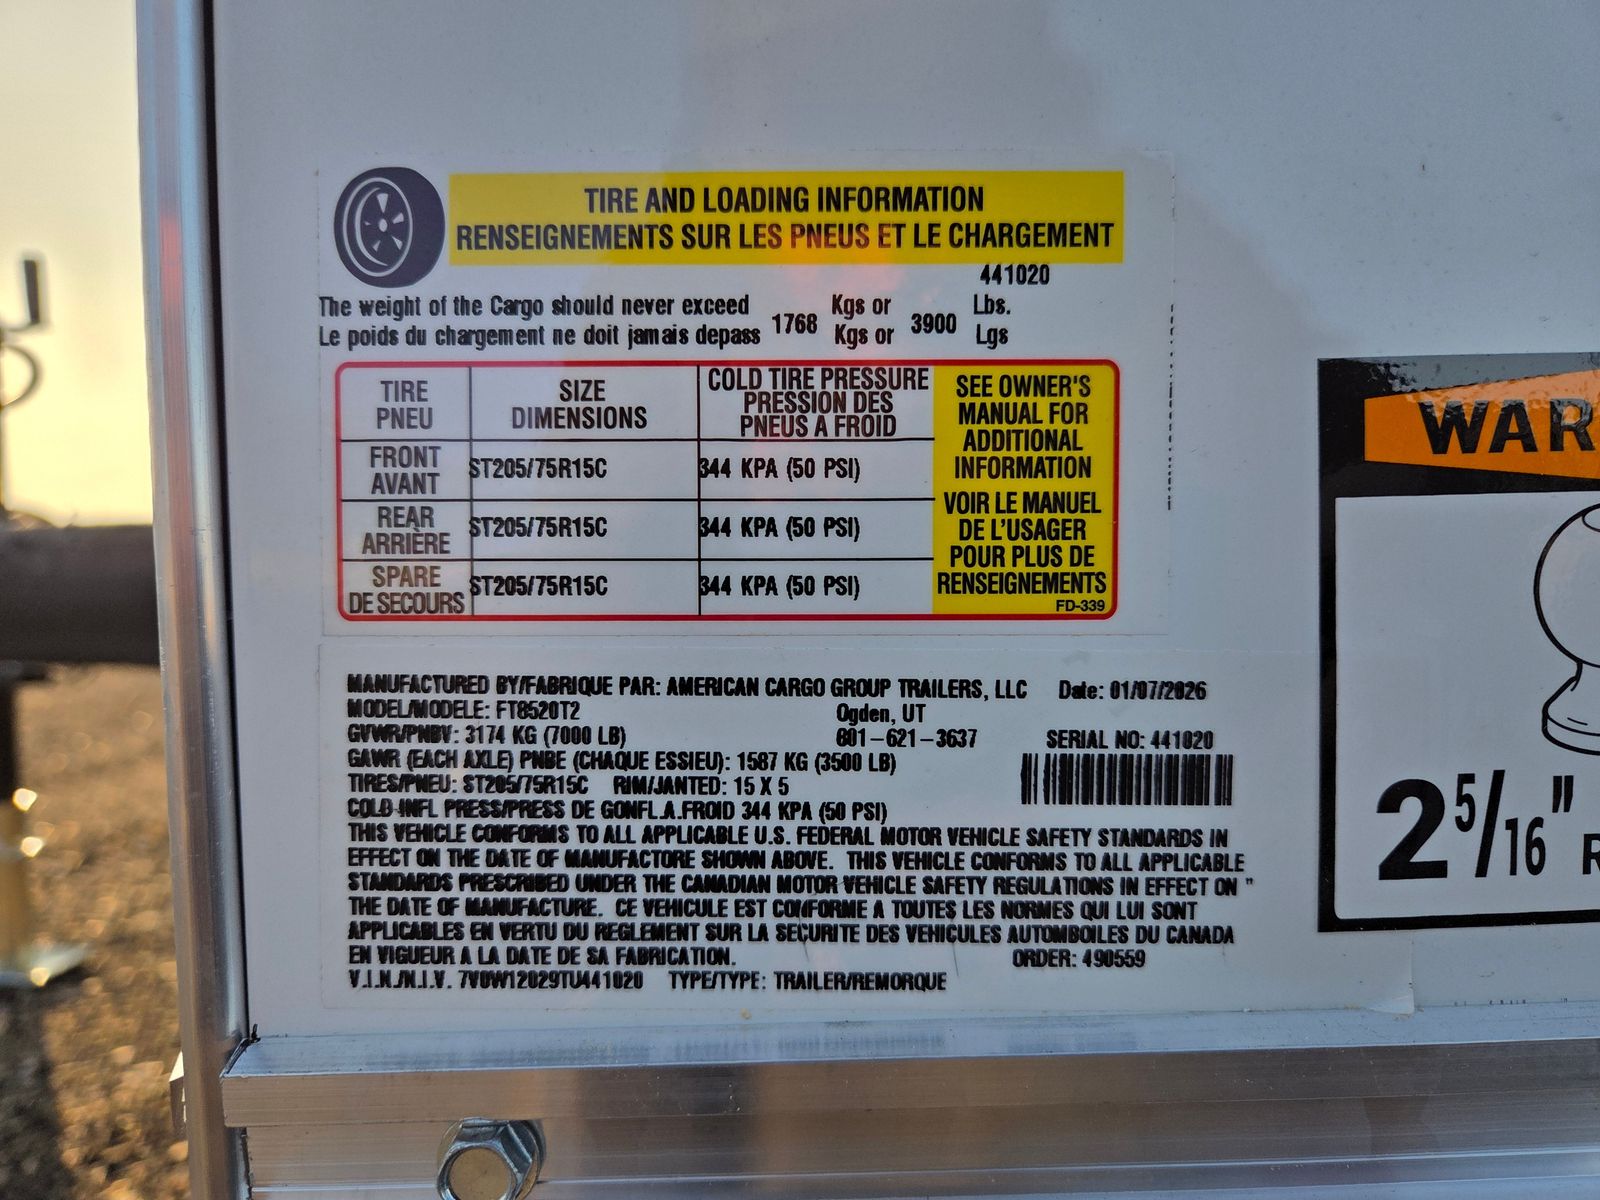 TIRE AND LOADING INFORMATION
RENSEIGNEMENTS SUR LES PNEUS ET LE CHARGEMENT
441020
The weight of the Cargo should never exceed 1768 Kgs or 3900 Lbs.
Le poids du chargement ne doit jamais depass Kgs or Lgs
TIRE PNEU
SIZE DIMENSIONS
COLD TIRE PRESSURE PRESSION DES PNEUS A FROID
FRONT AVANT ST205/75R15C 344 KPA (50 PSI)
REAR ARRIÈRE ST205/75R15C 344 KPA (50 PSI)
SPARE DE SECOURS ST205/75R15C 344 KPA (50 PSI)
SEE OWNER'S
MANUAL FOR
ADDITIONAL
INFORMATION
VOIR LE MANUEL
DE L'USAGER
POUR PLUS DE
RENSEIGNEMENTS
FD-339
MANUFACTURED BY/FABRIQUE PAR: AMERICAN CARGO GROUP TRAILERS, LLC Date: 01/07/2026
MODEL/MODELE: FT8520T2 Ogden, UT
GVWR/PNBV: 3174 KG (7000 LB) 801-621-3637 SERIAL NO: 441020
GAWR (EACH AXLE) PNBE (CHAQUE ESSIEU): 1587 KG (3500 LB)
TIRES/PNEU: ST205/75R15C RIM/JANTED: 15 X 5
COLD INFL PRESS/PRESS DE GONFL.A.FROID 344 KPA (50 PSI)
THIS VEHICLE CONFORMS TO ALL APPLICABLE U.S. FEDERAL MOTOR VEHICLE SAFETY STANDARDS IN
EFFECT ON THE DATE OF MANUFACTORE SHOWN ABOVE. THIS VEHICLE CONFORMS TO ALL APPLICABLE
STANDARDS PRESCRIBED UNDER THE CANADIAN MOTOR VEHICLE SAFETY REGULATIONS IN EFFECT ON "
THE DATE OF MANUFACTURE. CE VEHICULE EST CONFORME A TOUTES LES NORMES QUI LUI SONT
APPLICABLES EN VERTU DU REGLEMENT SUR LA SECURITE DES VEHICULES AUTOMBOILES DU CANADA
EN VIGUEUR A LA DATE DE SA FABRICATION. ORDER: 490559
V.I.N./N.I.V. 7V0W12029TU441020 TYPE/TYPE: TRAILER/REMORQUE
WAR
2 5/16" R